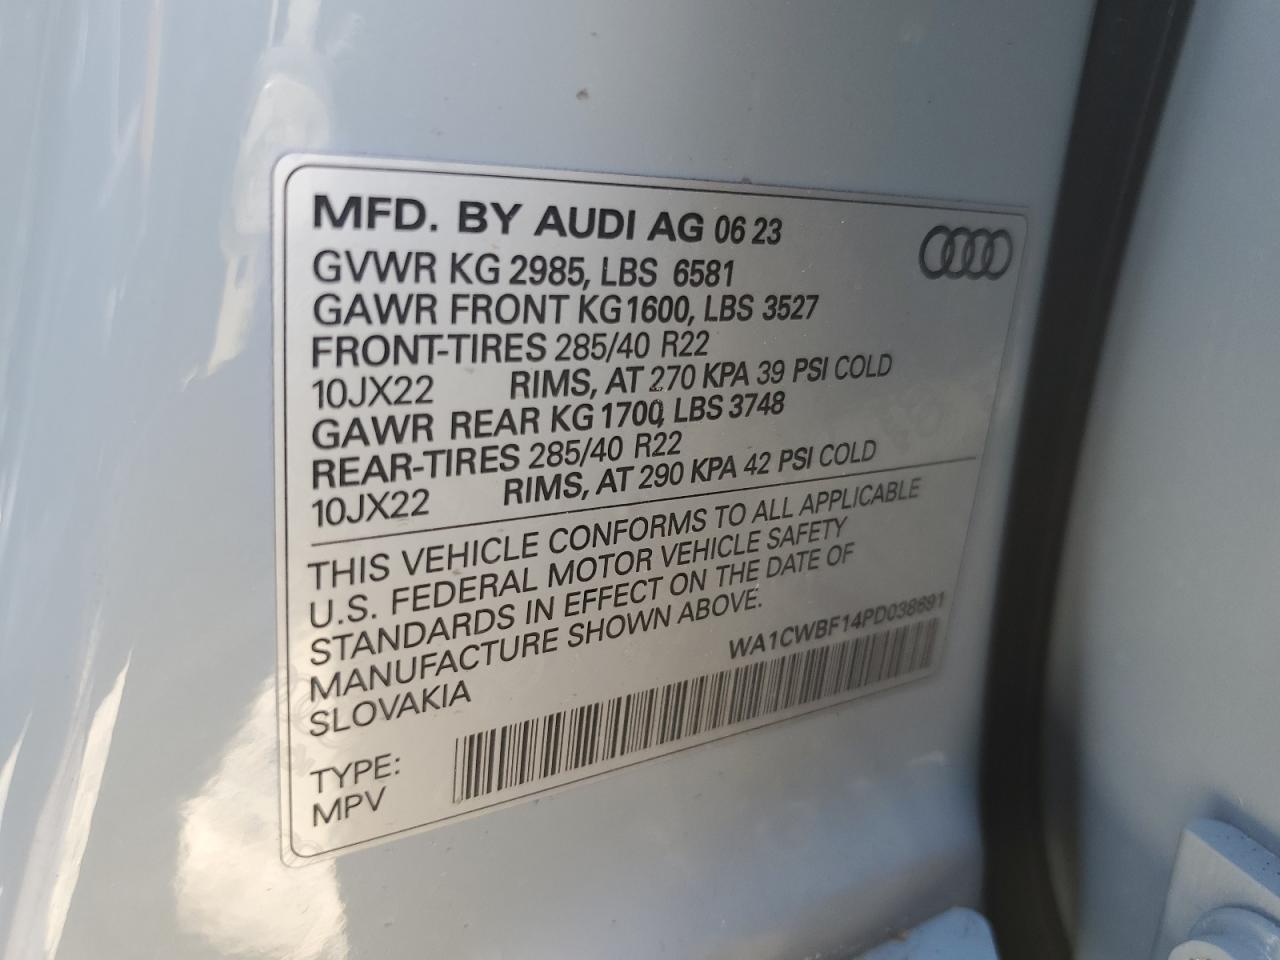 MFD. BY AUDI AG 06 23
GVWR KG 2985, LBS 6581
GAWR FRONT KG 1600, LBS 3527
FRONT-TIRES 285/40 R22
10JX22 RIMS, AT 270 KPA 39 PSI COLD
GAWR REAR KG 1700, LBS 3748
REAR-TIRES 285/40 R22
10JX22 RIMS, AT 290 KPA 42 PSI COLD
THIS VEHICLE CONFORMS TO ALL APPLICABLE
U.S. FEDERAL MOTOR VEHICLE SAFETY
STANDARDS IN EFFECT ON THE DATE OF
MANUFACTURE SHOWN ABOVE.
SLOVAKIA
WA1CWBF14PD038691
TYPE:
MPV